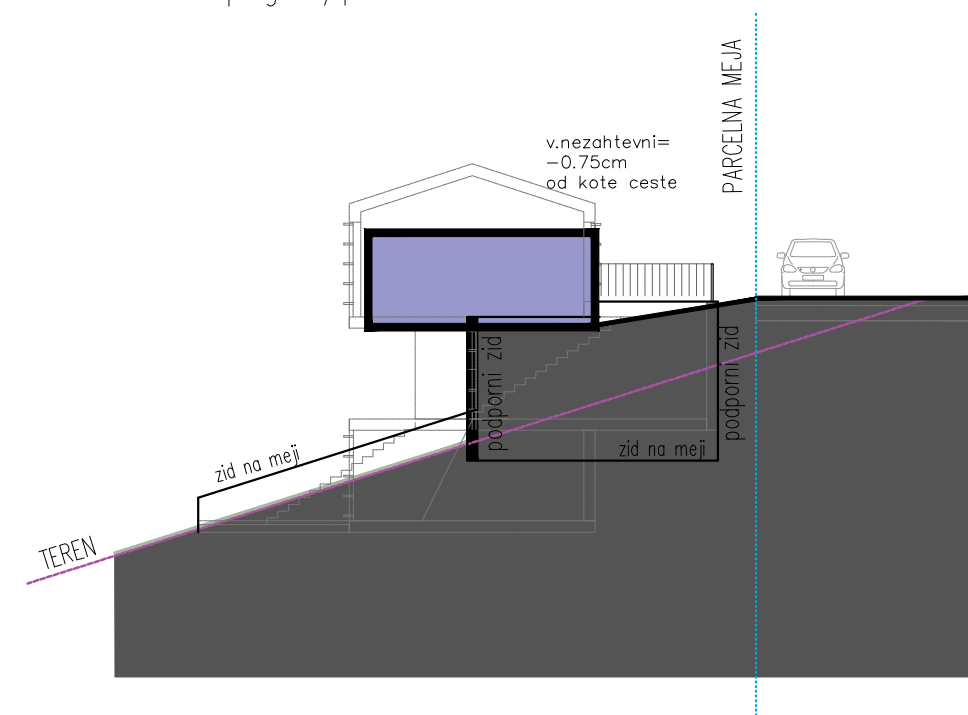 PARCELNA MEJA
v.nezahtevni=
-0.75cm
od kote ceste
podporni zid
podporni zid
zid na meji
zid na meji
TEREN